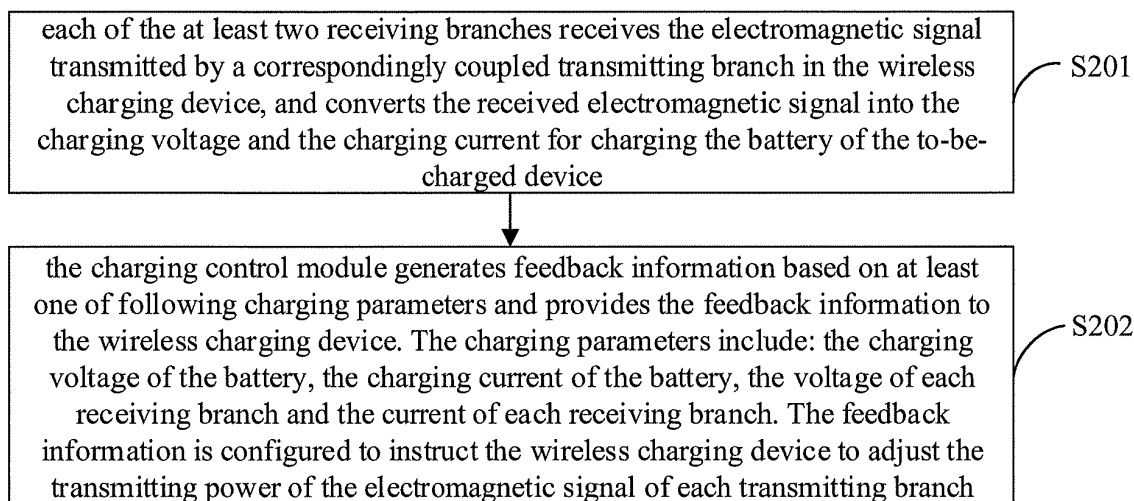 each of the at least two receiving branches receives the electromagnetic signal
transmitted by a correspondingly coupled transmitting branch in the wireless
charging device, and converts the received electromagnetic signal into the
charging voltage and the charging current for charging the battery of the to-be-
charged device
S201
the charging control module generates feedback information based on at least
one of following charging parameters and provides the feedback information to
the wireless charging device. The charging parameters include: the charging
voltage of the battery, the charging current of the battery, the voltage of each
receiving branch and the current of each receiving branch. The feedback
information is configured to instruct the wireless charging device to adjust the
transmitting power of the electromagnetic signal of each transmitting branch
S202